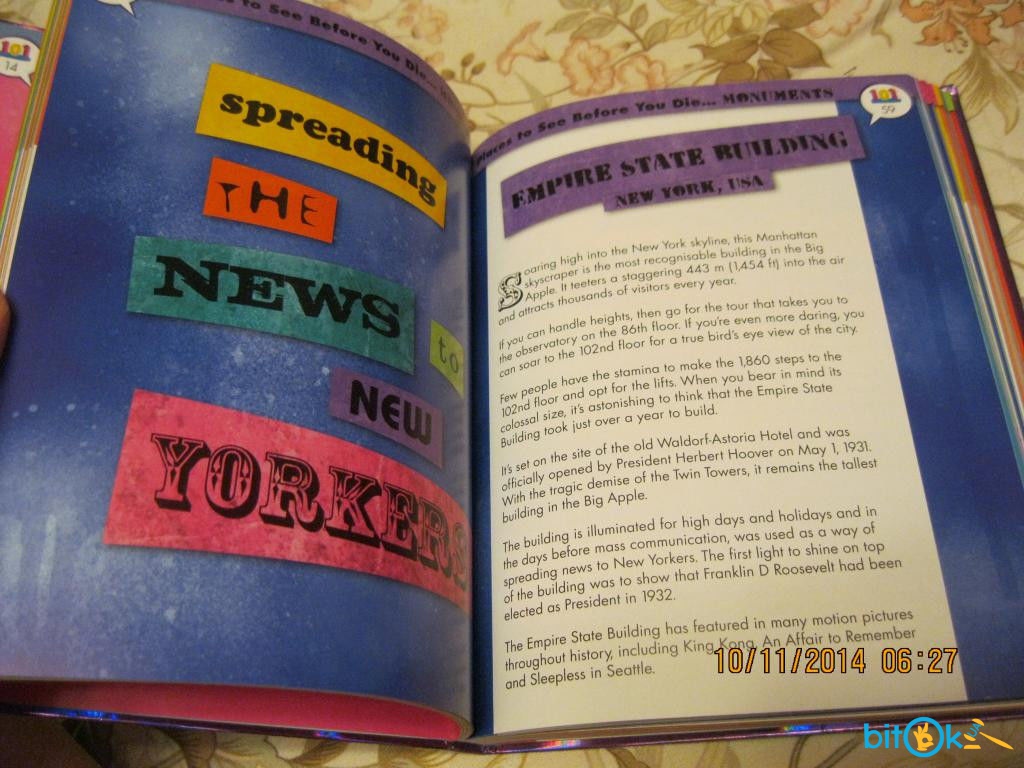 101
14
to See Before You Die...
spreading
THE
NEWS
to
NEW
YORKERS
Places to See Before You Die... MONUMENTS
101
59
EMPIRE STATE BUILDING
NEW YORK, USA
Soaring high into the New York skyline, this Manhattan
skyscraper is the most recognisable building in the Big
Apple. It teeters a staggering 443 m (1,454 ft) into the air
and attracts thousands of visitors every year.
If you can handle heights, then go for the tour that takes you to
the observatory on the 86th floor. If you're even more daring, you
can soar to the 102nd floor for a true bird's eye view of the city.
Few people have the stamina to make the 1,860 steps to the
102nd floor and opt for the lifts. When you bear in mind its
colossal size, it's astonishing to think that the Empire State
Building took just over a year to build.
It's set on the site of the old Waldorf-Astoria Hotel and was
officially opened by President Herbert Hoover on May 1, 1931.
With the tragic demise of the Twin Towers, it remains the tallest
building in the Big Apple.
The building is illuminated for high days and holidays and in
the days before mass communication, was used as a way of
spreading news to New Yorkers. The first light to shine on top
of the building was to show that Franklin D Roosevelt had been
elected as President in 1932.
The Empire State Building has featured in many motion pictures
throughout history, including King Kong, An Affair to Remember
and Sleepless in Seattle.
10/11/2014 06:27
bitOk